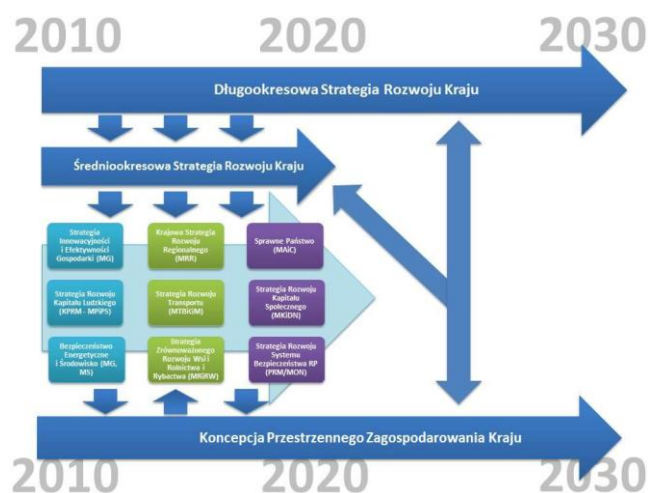 2010 2020 2030
Długookresowa Strategia Rozwoju Kraju
Średniookresowa Strategia Rozwoju Kraju
Strategia
Innowacyjności
i Efektywności
Gospodarki (MG)
Krajowa Strategia
Rozwoju
Regionalnego
(MRR)
Sprawne Państwo
(MAiC)
Strategia Rozwoju
Kapitału Ludzkiego
(KPRM - MPiPS)
Strategia Rozwoju
Transportu
(MTBiGM)
Strategia Rozwoju
Kapitału
Społecznego
(MKiDN)
Bezpieczeństwo
Energetyczne
i Środowisko (MG,
MS)
Strategia
Zrównoważonego
Rozwoju Wsi i
Rolnictwa i
Rybactwa (MRiRW)
Strategia Rozwoju
Systemu
Bezpieczeństwa RP
(PRM/MON)
Koncepcja Przestrzennego Zagospodarowania Kraju
2010 2020 2030